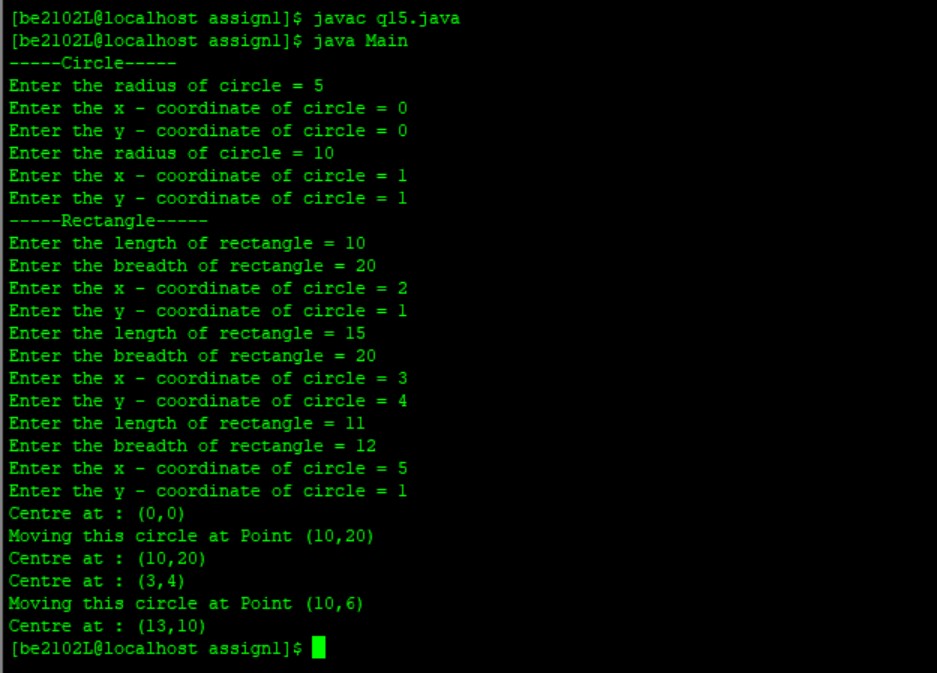 [be2102L@localhost assign1]$ javac q15.java
[be2102L@localhost assign1]$ java Main
-----Circle-----
Enter the radius of circle = 5
Enter the x - coordinate of circle = 0
Enter the y - coordinate of circle = 0
Enter the radius of circle = 10
Enter the x - coordinate of circle = 1
Enter the y - coordinate of circle = 1
-----Rectangle-----
Enter the length of rectangle = 10
Enter the breadth of rectangle = 20
Enter the x - coordinate of circle = 2
Enter the y - coordinate of circle = 1
Enter the length of rectangle = 15
Enter the breadth of rectangle = 20
Enter the x - coordinate of circle = 3
Enter the y - coordinate of circle = 4
Enter the length of rectangle = 11
Enter the breadth of rectangle = 12
Enter the x - coordinate of circle = 5
Enter the y - coordinate of circle = 1
Centre at : (0,0)
Moving this circle at Point (10,20)
Centre at : (10,20)
Centre at : (3,4)
Moving this circle at Point (10,6)
Centre at : (13,10)
[be2102L@localhost assign1]$